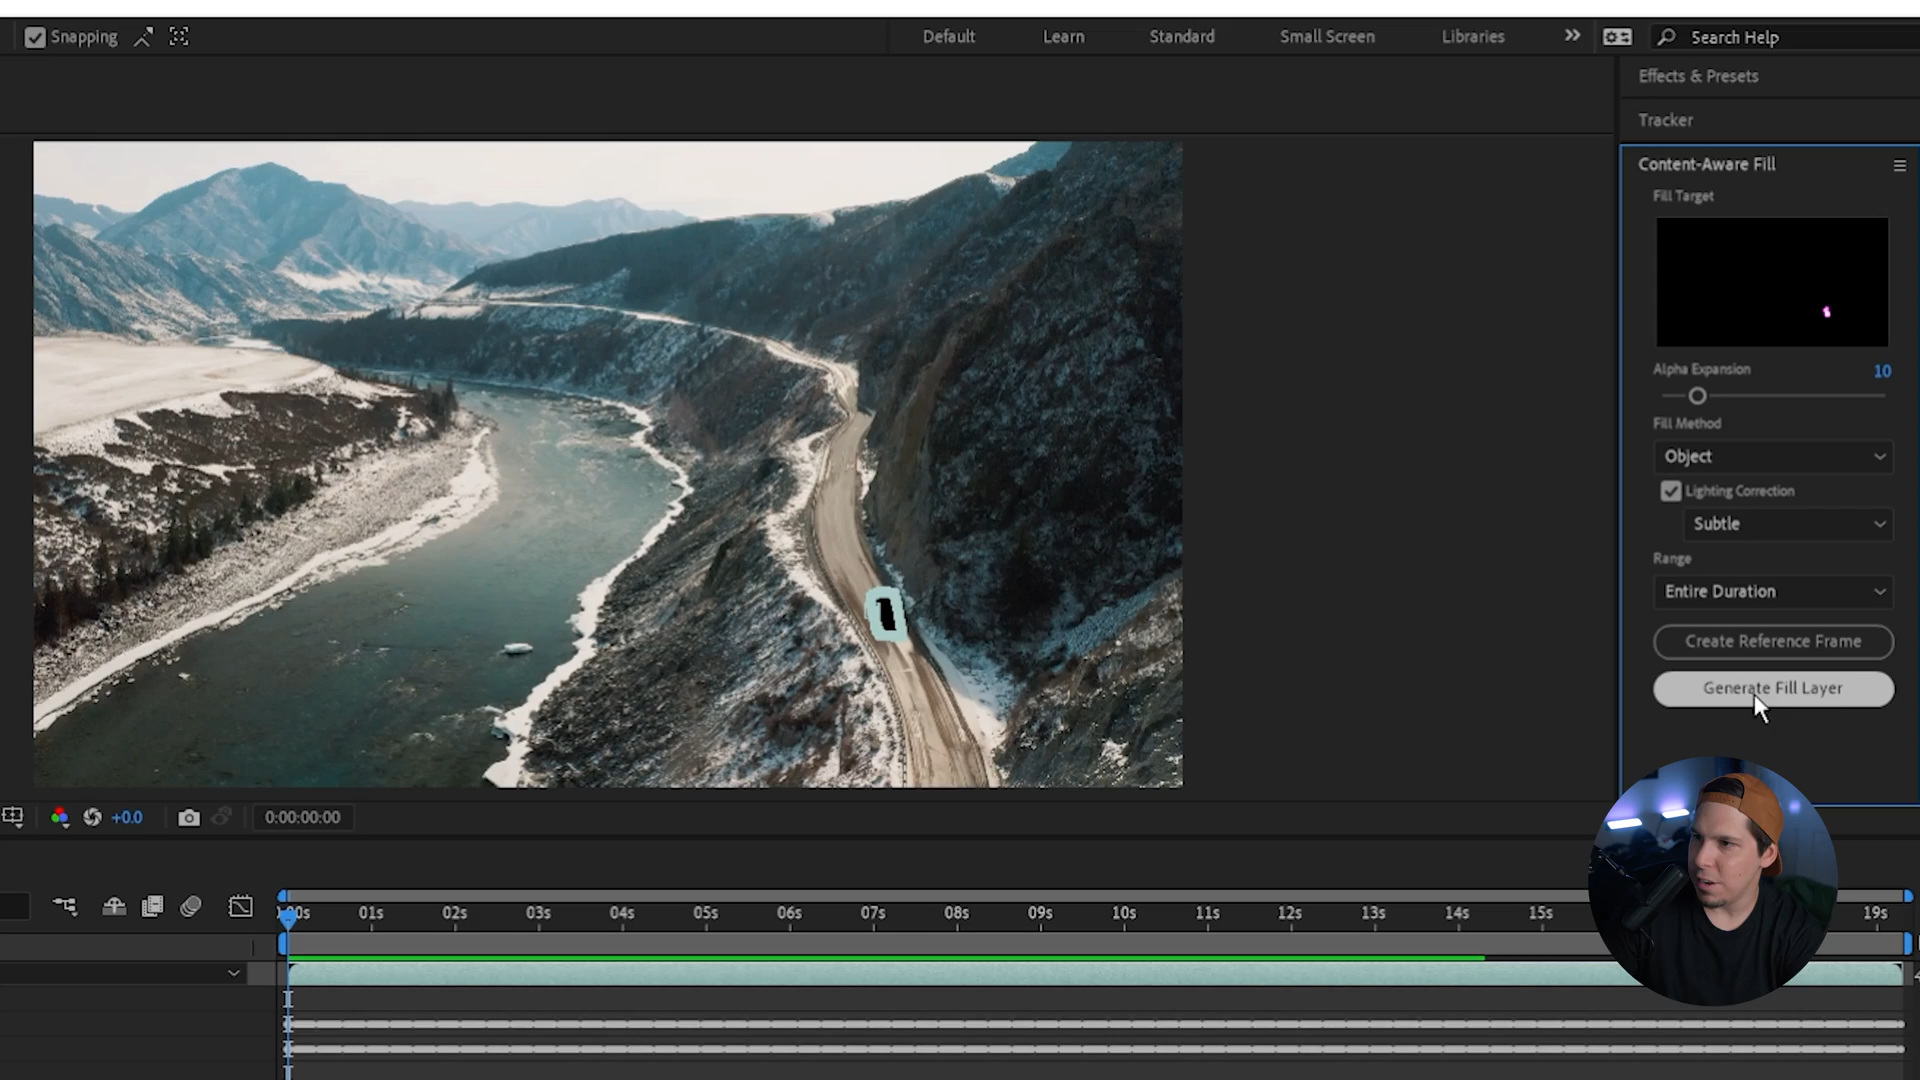 Snapping
Default Learn Standard Small Screen Libraries
Search Help
Effects & Presets
Tracker
Content-Aware Fill
Fill Target
Alpha Expansion 10
Fill Method
Object
Lighting Correction
Subtle
Range
Entire Duration
Create Reference Frame
Generate Fill Layer
+0.0 0:00:00:00
:00s 01s 02s 03s 04s 05s 06s 07s 08s 09s 10s 11s 12s 13s 14s 15s 19s